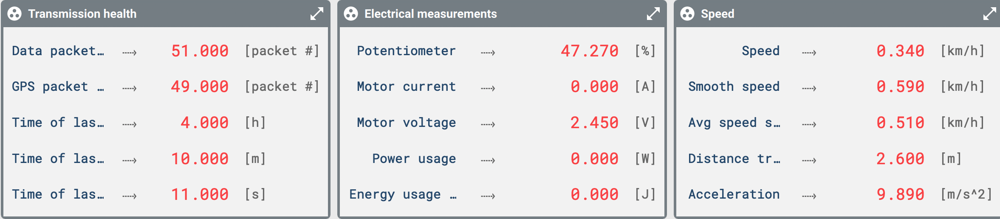 Transmission health
Data packet… 51.000 [packet #]
GPS packet … 49.000 [packet #]
Time of las… 4.000 [h]
Time of las… 10.000 [m]
Time of las… 11.000 [s]
Electrical measurements
Potentiometer 47.270 [%]
Motor current 0.000 [A]
Motor voltage 2.450 [V]
Power usage 0.000 [W]
Energy usage … 0.000 [J]
Speed
Speed 0.340 [km/h]
Smooth speed 0.590 [km/h]
Avg speed s… 0.510 [km/h]
Distance tr… 2.600 [m]
Acceleration 9.890 [m/s^2]